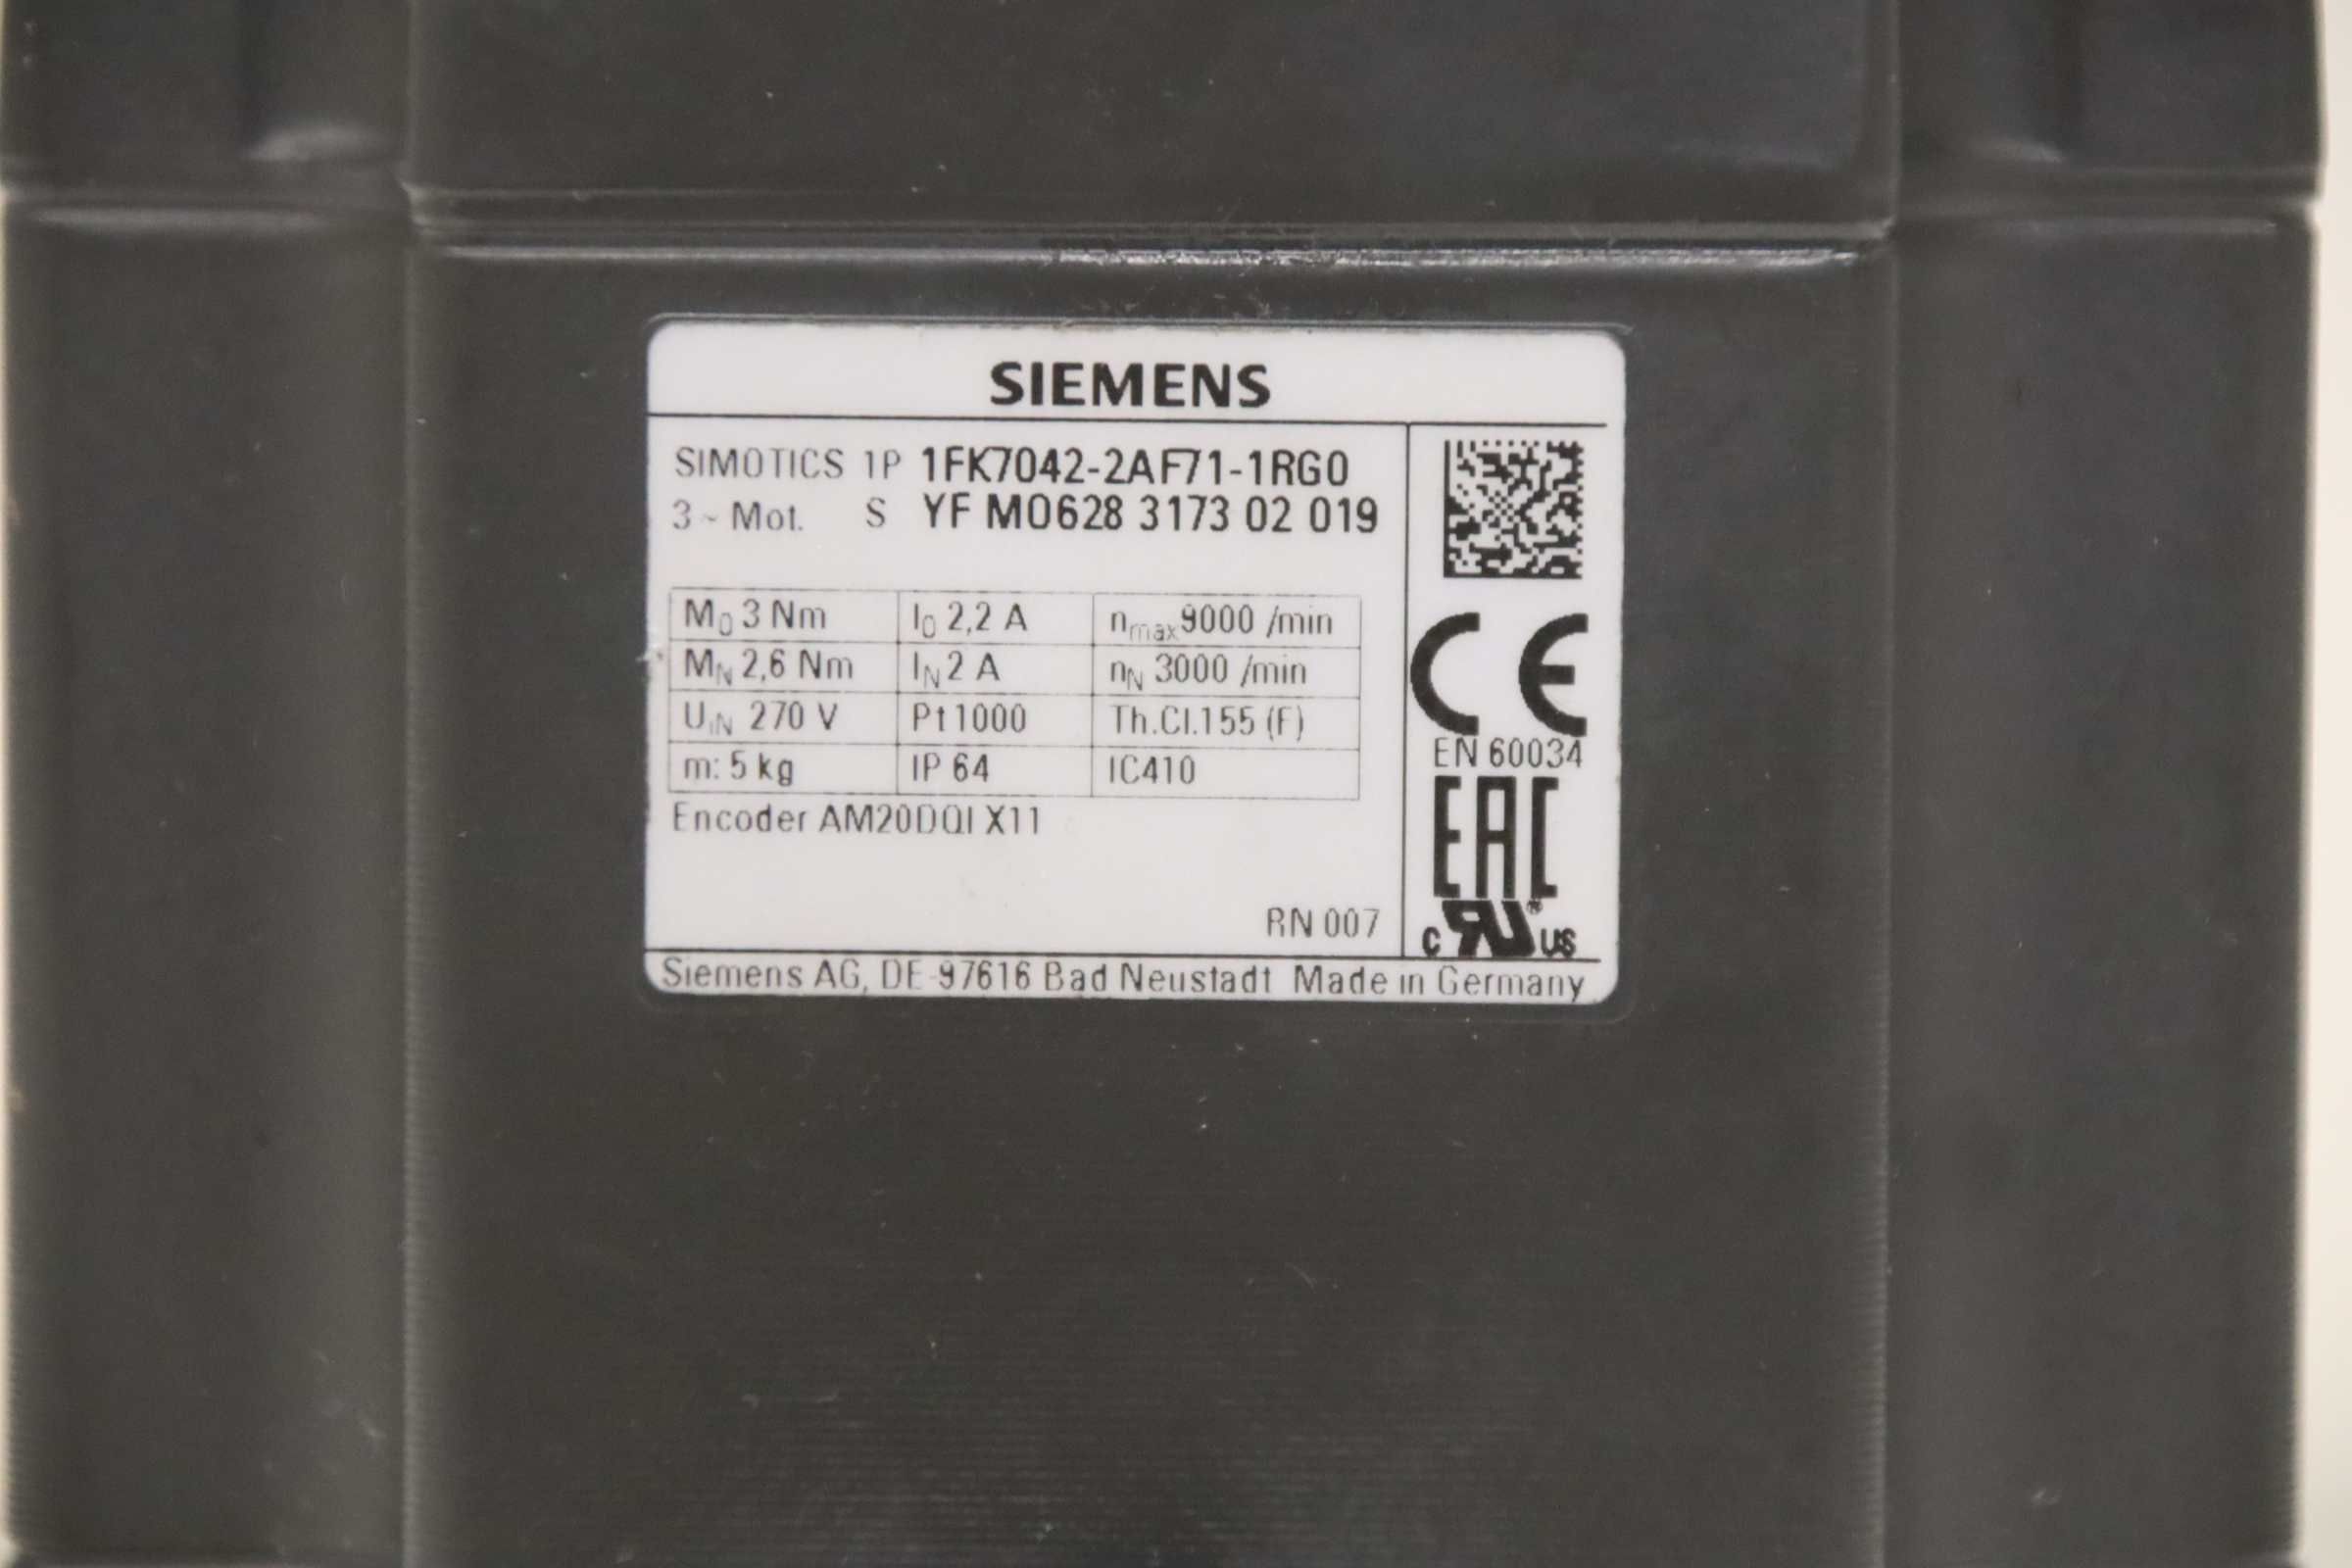 SIEMENS
SIMOTICS 1P 1FK7042-2AF71-1RG0
3 ~ Mot. S YF M0628 3173 02 019
M0 3 Nm I0 2,2 A nmax 9000 /min
MN 2,6 Nm IN 2 A nN 3000 /min
UIN 270 V Pt1000 Th.Cl.155 (F)
m: 5 kg IP 64 IC410
Encoder AM20DQI X11
RN 007
CE
EN 60034
EAC
c RU ® US
Siemens AG, DE-97616 Bad Neustadt Made in Germany